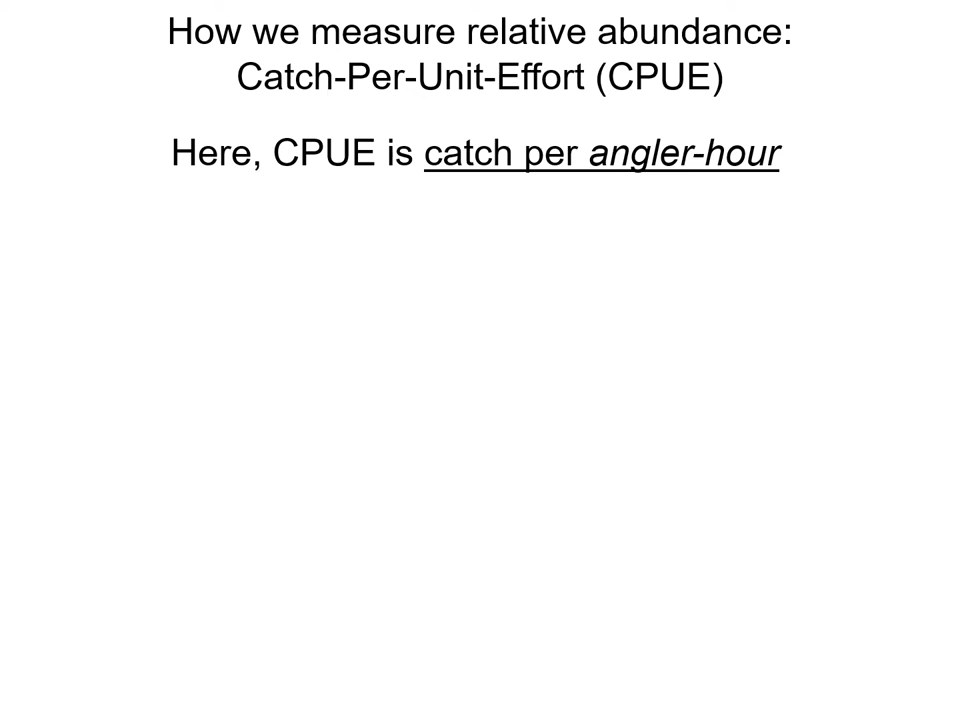 How we measure relative abundance:
Catch-Per-Unit-Effort (CPUE)
Here, CPUE is catch per angler-hour